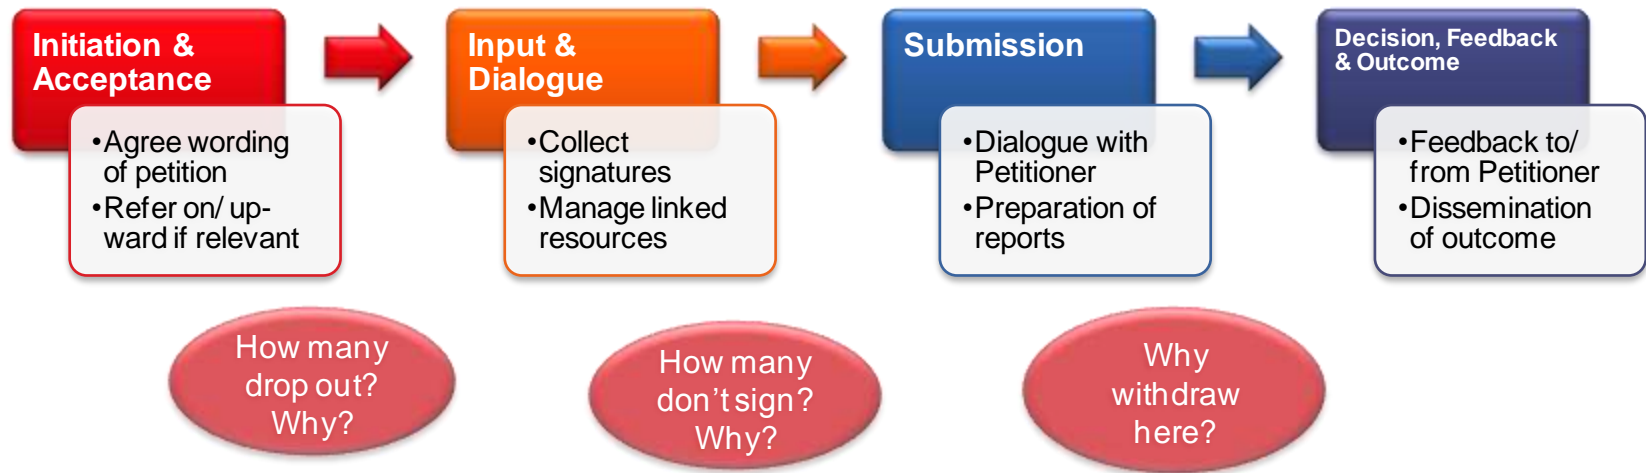 Initiation &
Acceptance
•Agree wording
of petition
•Refer on/ up-
ward if relevant
Input &
Dialogue
•Collect
signatures
•Manage linked
resources
Submission
•Dialogue with
Petitioner
•Preparation of
reports
Decision, Feedback
& Outcome
•Feedback to/
from Petitioner
•Dissemination
of outcome
How many
drop out?
Why?
How many
don't sign?
Why?
Why
withdraw
here?